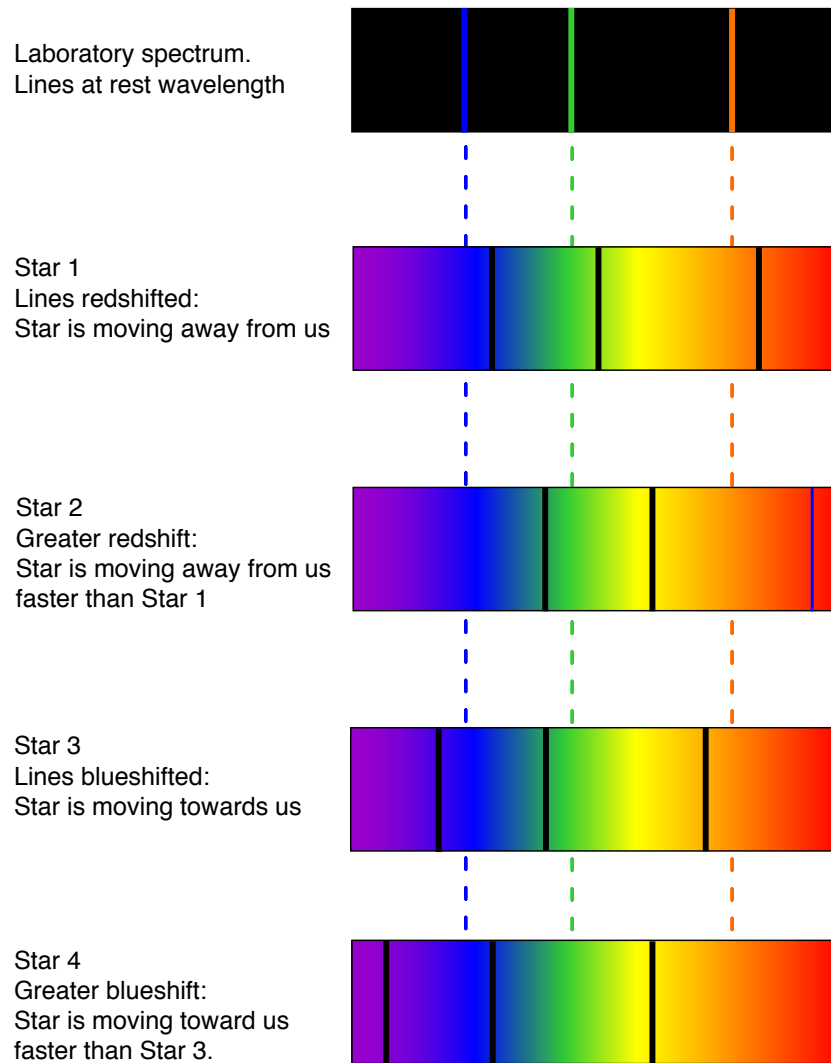 Laboratory spectrum.
Lines at rest wavelength
Star 1
Lines redshifted:
Star is moving away from us
Star 2
Greater redshift:
Star is moving away from us
faster than Star 1
Star 3
Lines blueshifted:
Star is moving towards us
Star 4
Greater blueshift:
Star is moving toward us
faster than Star 3.